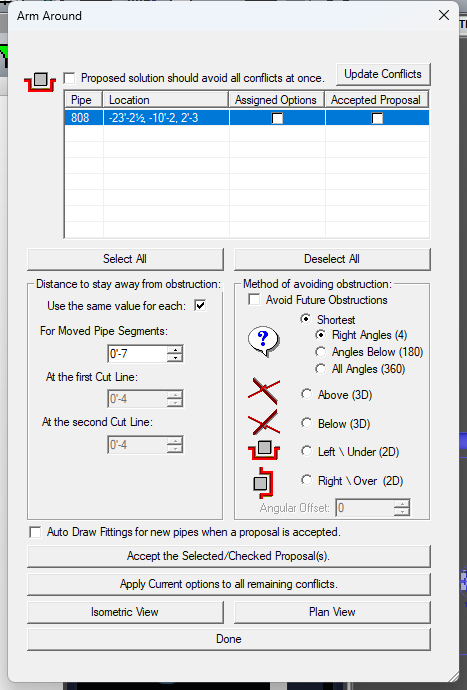 Arm Around
Proposed solution should avoid all conflicts at once.
Update Conflicts
Pipe Location Assigned Options Accepted Proposal
808 -23'-2½, -10'-2, 2'-3
Select All Deselect All
Distance to stay away from obstruction:
Use the same value for each:
For Moved Pipe Segments:
0'-7
At the first Cut Line:
0'-4
At the second Cut Line:
0'-4
Method of avoiding obstruction:
Avoid Future Obstructions
Shortest
Right Angles (4)
Angles Below (180)
All Angles (360)
Above (3D)
Below (3D)
Left \ Under (2D)
Right \ Over (2D)
Angular Offset: 0
Auto Draw Fittings for new pipes when a proposal is accepted.
Accept the Selected/Checked Proposal(s).
Apply Current options to all remaining conflicts.
Isometric View Plan View
Done